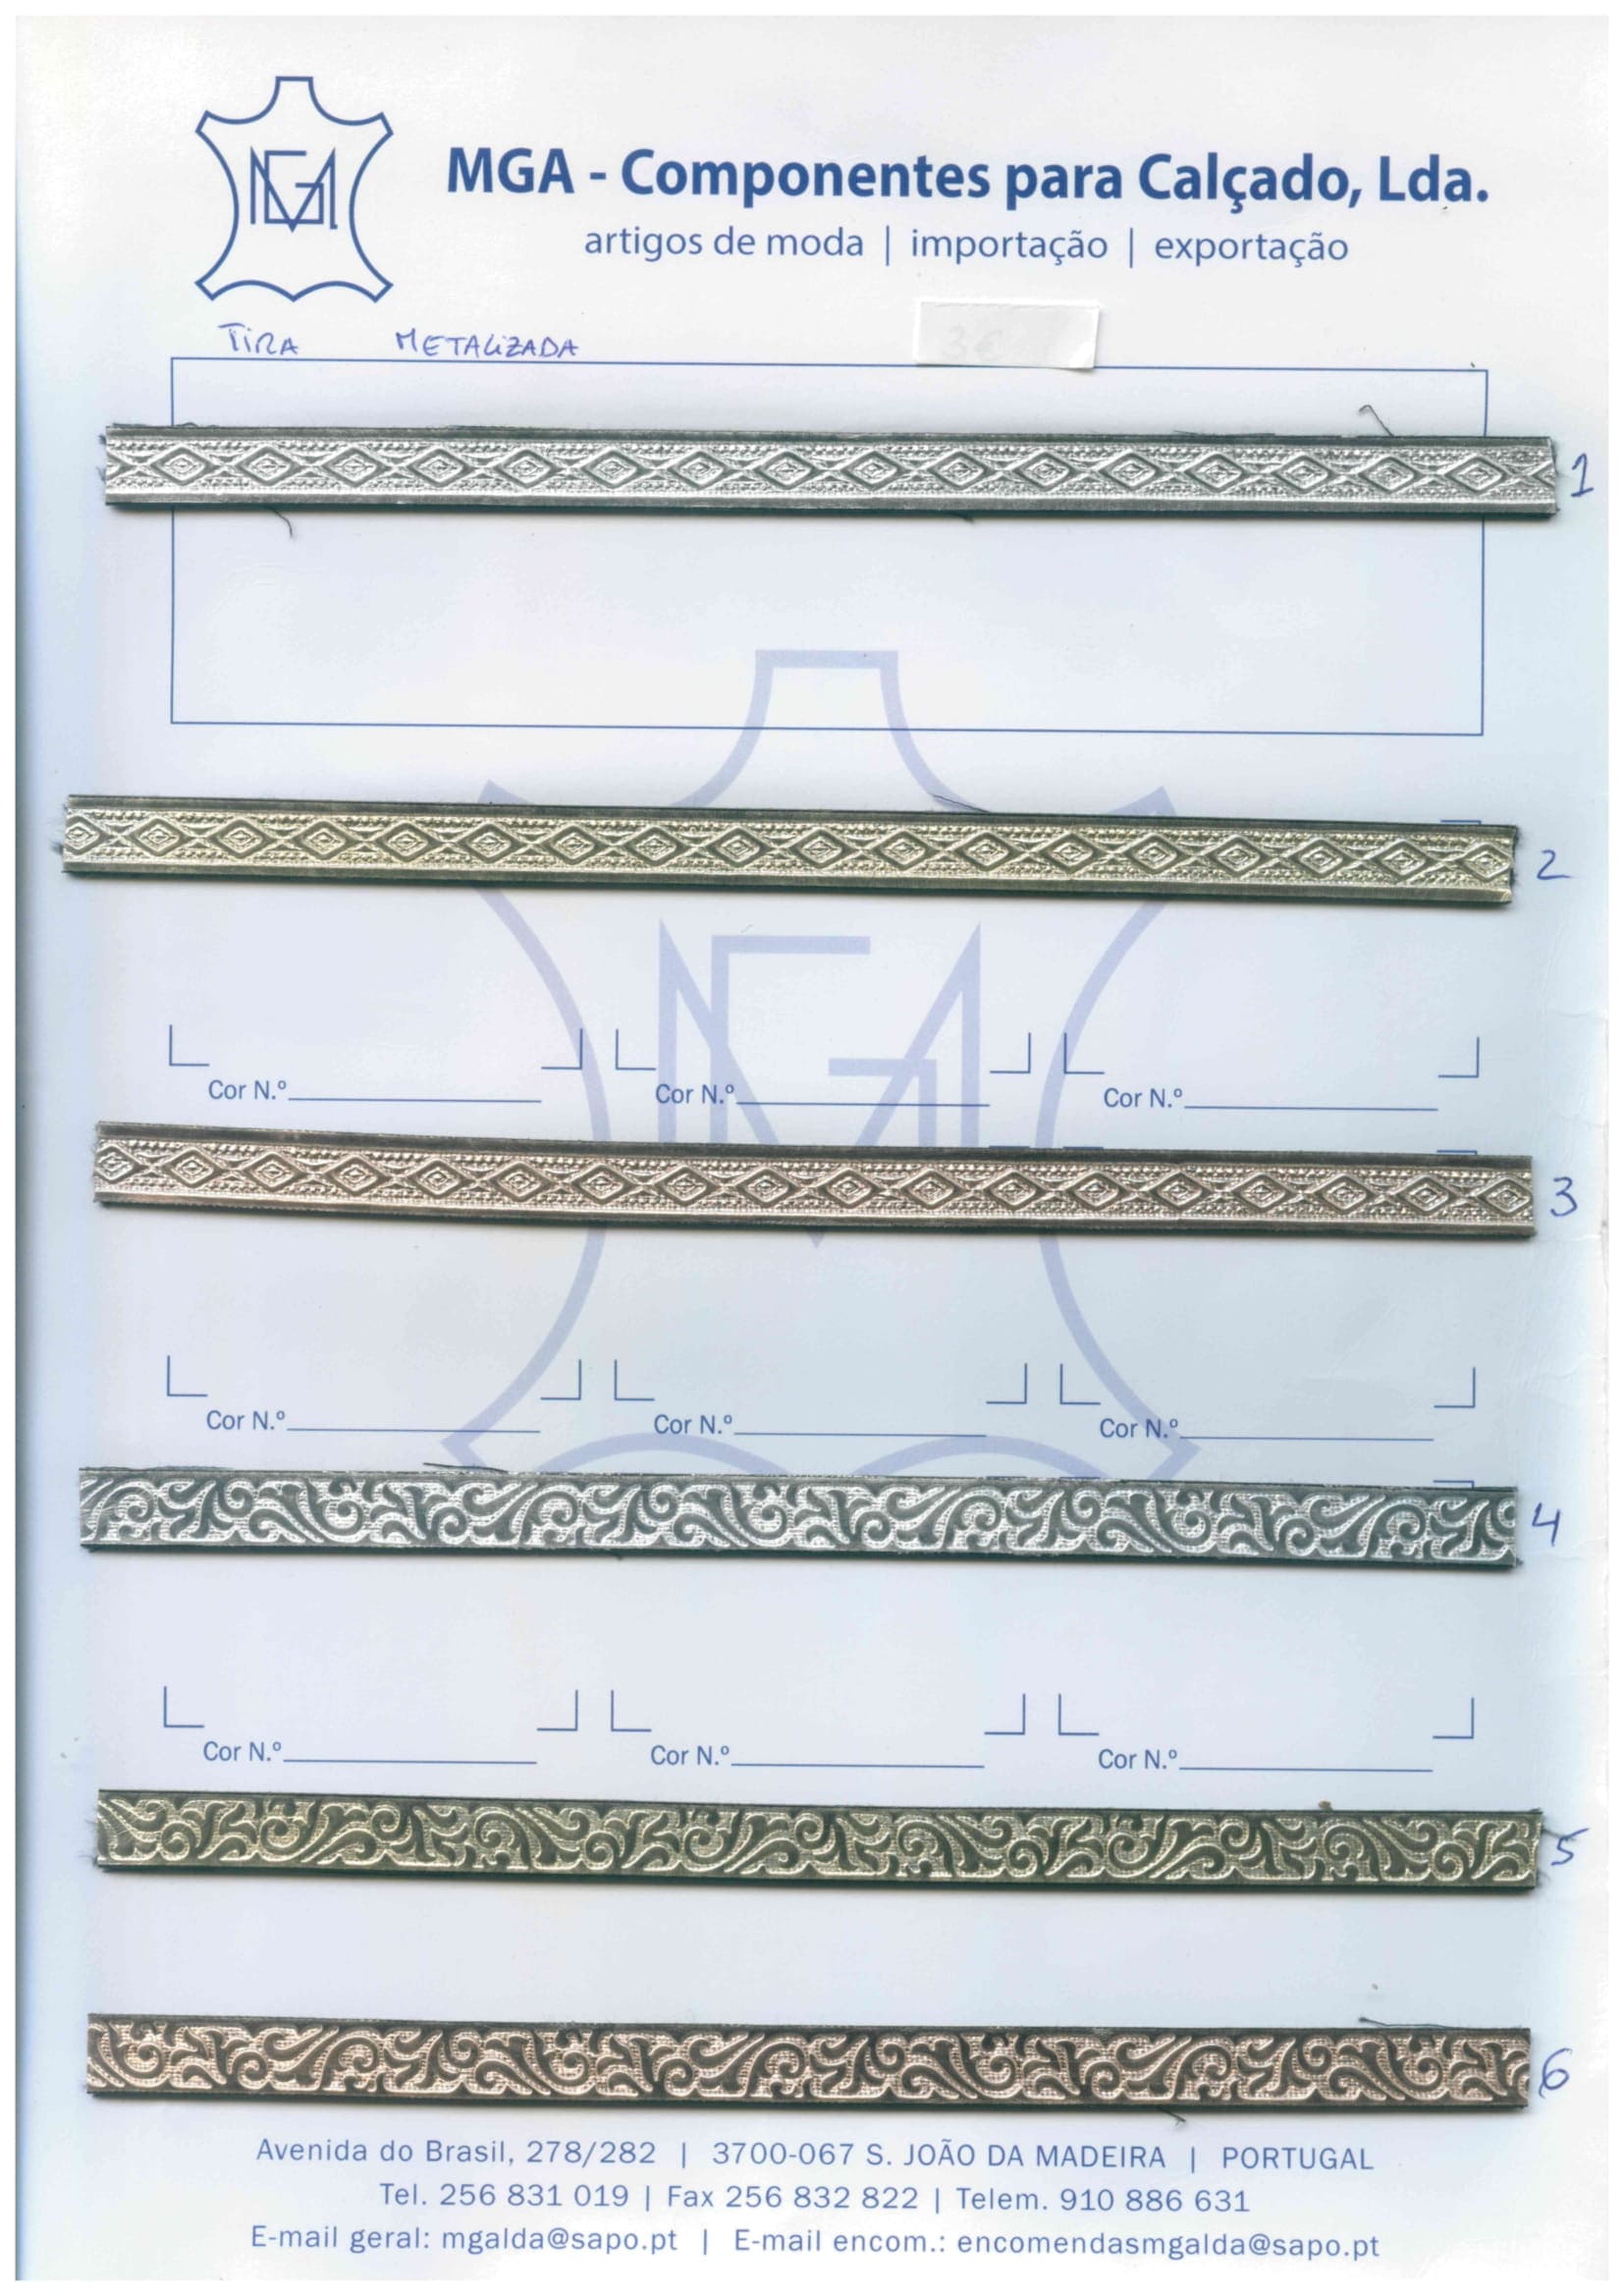 MGA
MGA - Componentes para Calçado, Lda.
artigos de moda | importação | exportação
TIRA METALIZADA
3€
1
2
MGA
Cor N.º Cor N.º Cor N.º
3
Cor N.º Cor N.º Cor N.º
4
Cor N.º Cor N.º Cor N.º
5
6
Avenida do Brasil, 278/282 | 3700-067 S. JOÃO DA MADEIRA | PORTUGAL
Tel. 256 831 019 | Fax 256 832 822 | Telem. 910 886 631
E-mail geral: mgalda@sapo.pt | E-mail encom.: encomendasmgalda@sapo.pt